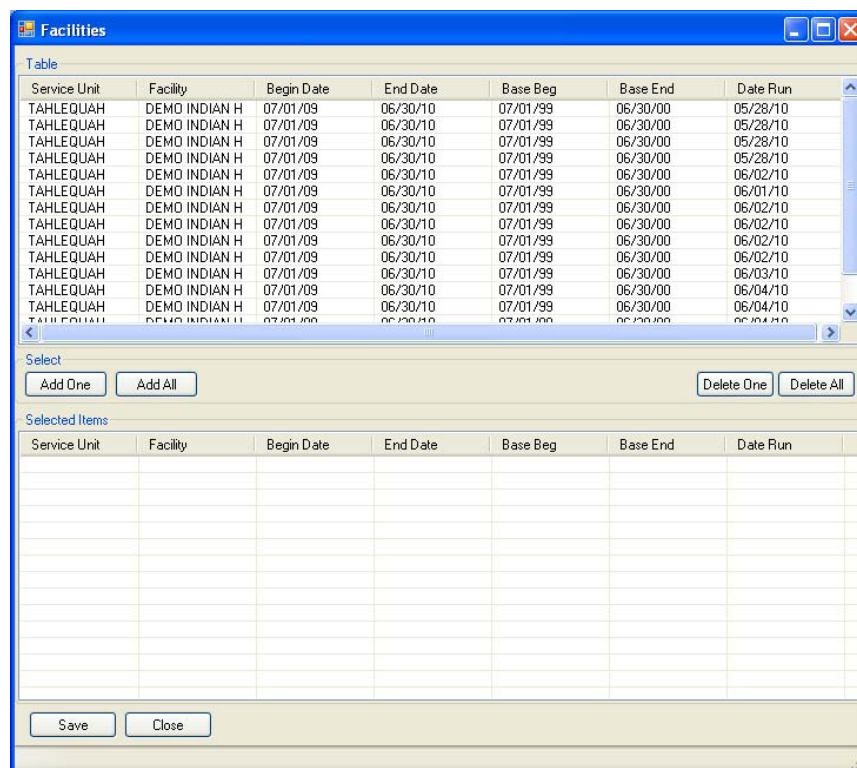 Facilities
Table
Service Unit Facility Begin Date End Date Base Beg Base End Date Run
TAHLEQUAH DEMO INDIAN H 07/01/09 06/30/10 07/01/99 06/30/00 05/28/10
TAHLEQUAH DEMO INDIAN H 07/01/09 06/30/10 07/01/99 06/30/00 05/28/10
TAHLEQUAH DEMO INDIAN H 07/01/09 06/30/10 07/01/99 06/30/00 05/28/10
TAHLEQUAH DEMO INDIAN H 07/01/09 06/30/10 07/01/99 06/30/00 05/28/10
TAHLEQUAH DEMO INDIAN H 07/01/09 06/30/10 07/01/99 06/30/00 06/02/10
TAHLEQUAH DEMO INDIAN H 07/01/09 06/30/10 07/01/99 06/30/00 06/01/10
TAHLEQUAH DEMO INDIAN H 07/01/09 06/30/10 07/01/99 06/30/00 06/02/10
TAHLEQUAH DEMO INDIAN H 07/01/09 06/30/10 07/01/99 06/30/00 06/02/10
TAHLEQUAH DEMO INDIAN H 07/01/09 06/30/10 07/01/99 06/30/00 06/02/10
TAHLEQUAH DEMO INDIAN H 07/01/09 06/30/10 07/01/99 06/30/00 06/02/10
TAHLEQUAH DEMO INDIAN H 07/01/09 06/30/10 07/01/99 06/30/00 06/03/10
TAHLEQUAH DEMO INDIAN H 07/01/09 06/30/10 07/01/99 06/30/00 06/04/10
TAHLEQUAH DEMO INDIAN H 07/01/09 06/30/10 07/01/99 06/30/00 06/04/10
Select
Add One Add All Delete One Delete All
Selected Items
Service Unit Facility Begin Date End Date Base Beg Base End Date Run
Save Close